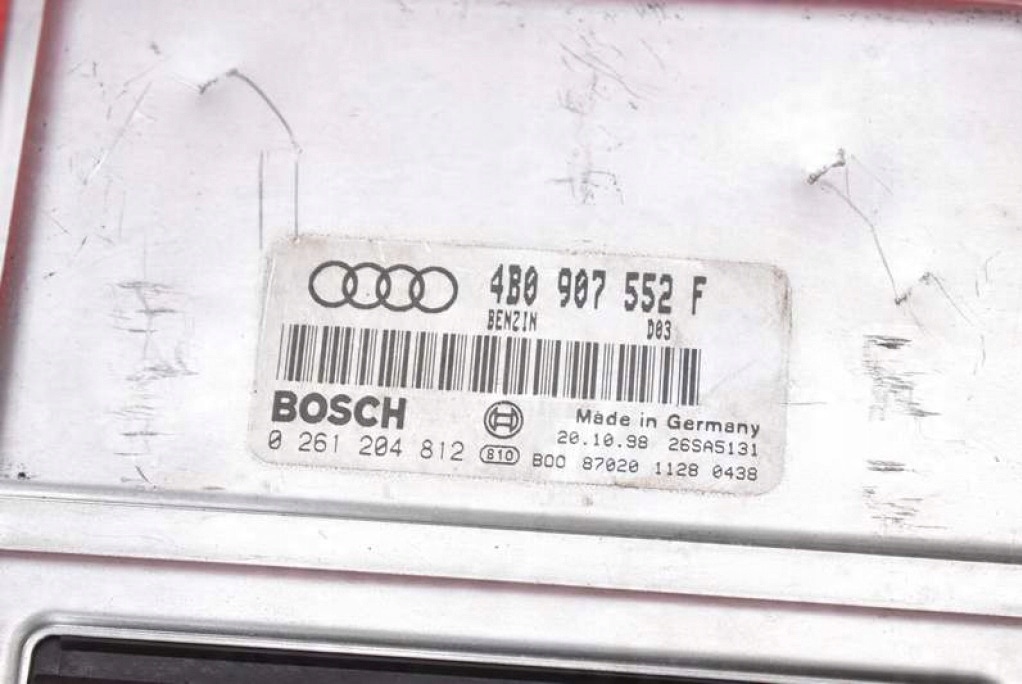 4B0 907 552 F
BENZIN D03
BOSCH
Made in Germany
20.10.98 26SA5131
0 261 204 812 810 B00 87020 1128 0438